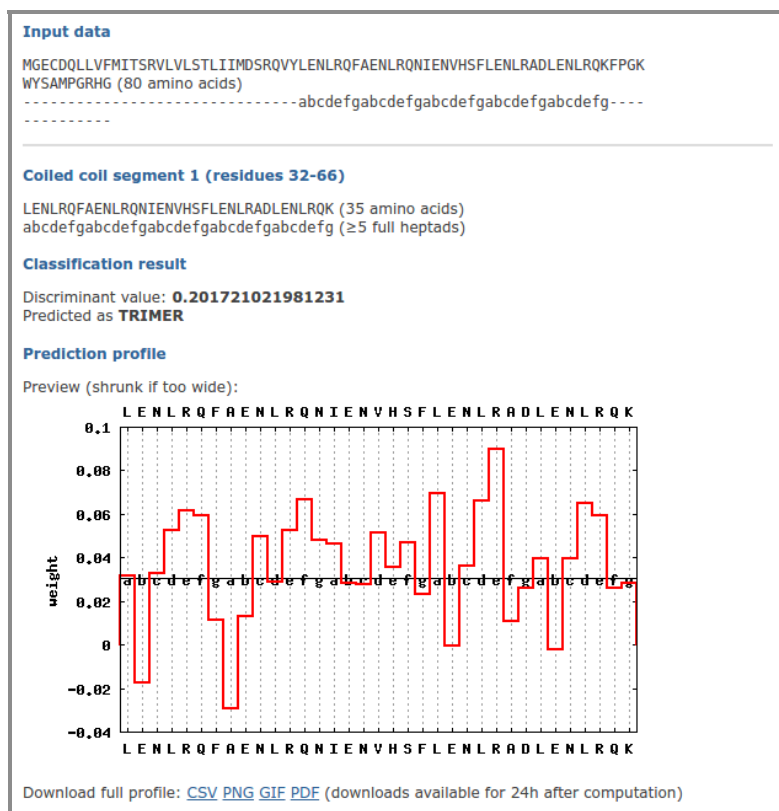 Input data
MGECDQLLVFMITSRVLVLSTLIIMDSRQVYLENLRQFAENLRQNIENVHSFLENLRADLENLRQKFPGK
WYSAMPGRHG (80 amino acids)
-------------------------------abcdefgabcdefgabcdefgabcdefgabcdefg----
----------
Coiled coil segment 1 (residues 32-66)
LENLRQFAENLRQNIENVHSFLENLRADLENLRQK (35 amino acids)
abcdefgabcdefgabcdefgabcdefgabcdefg (≥5 full heptads)
Classification result
Discriminant value: 0.201721021981231
Predicted as TRIMER
Prediction profile
Preview (shrunk if too wide):
L E N L R Q F A E N L R Q N I E N V H S F L E N L R A D L E N L R Q K
0.1
0.08
0.06
0.04
0.02
0
-0.02
-0.04
weight
a b c d e f g a b c d e f g a b c d e f g a b c d e f g a b c d e f g
L E N L R Q F A E N L R Q N I E N V H S F L E N L R A D L E N L R Q K
Download full profile: CSV PNG GIF PDF (downloads available for 24h after computation)